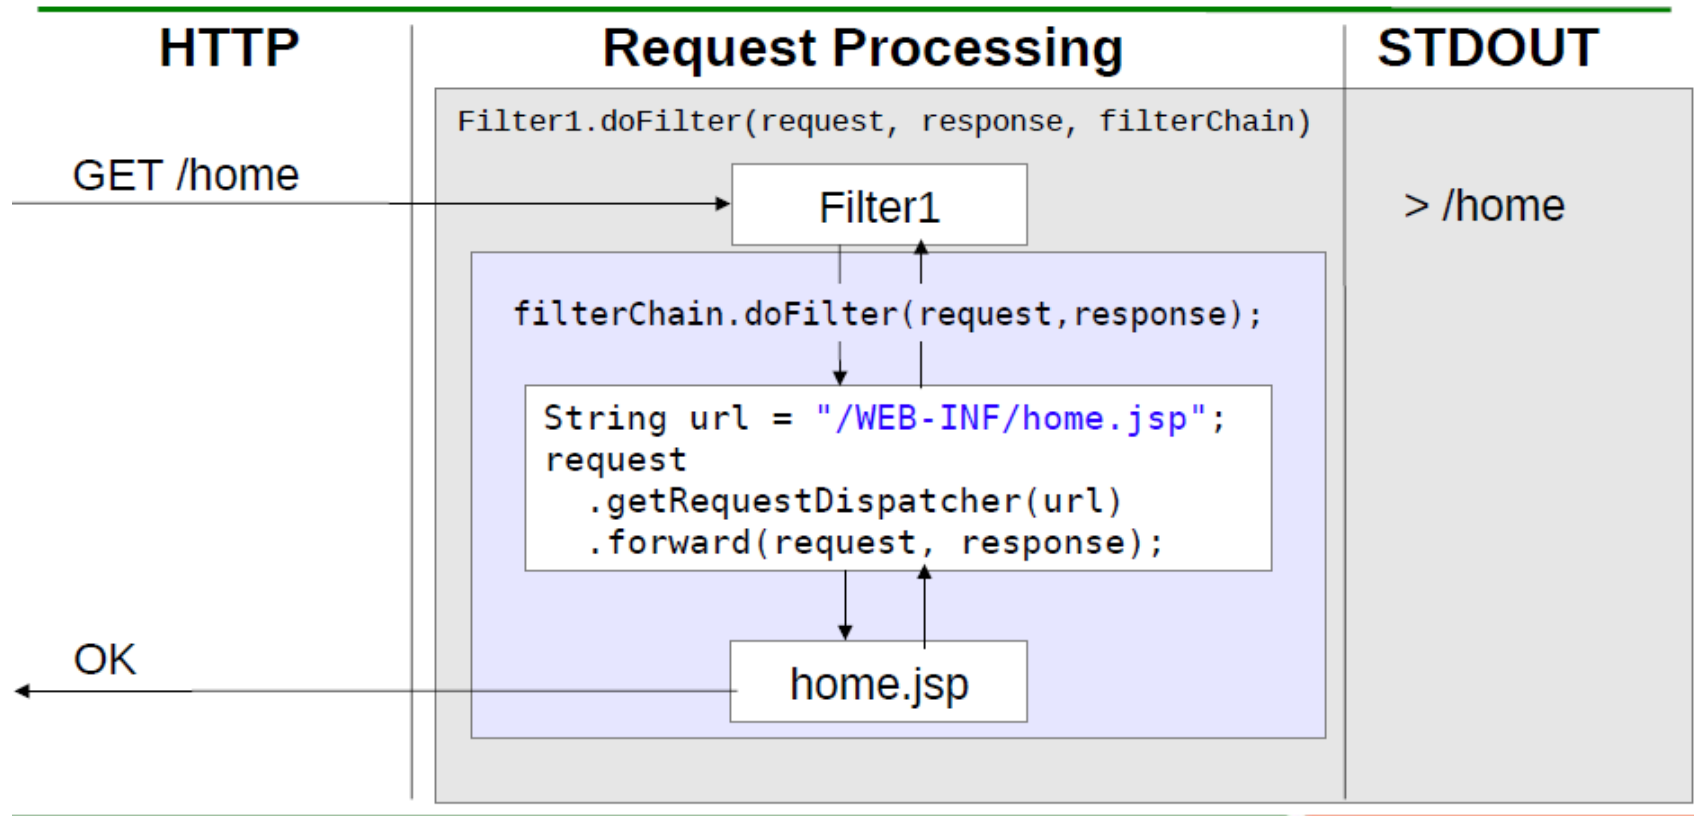 HTTP
Request Processing
STDOUT
Filter1.doFilter(request, response, filterChain)
GET /home
Filter1
> /home
filterChain.doFilter(request,response);
String url = "/WEB-INF/home.jsp";
request
.getRequestDispatcher(url)
.forward(request, response);
OK
home.jsp